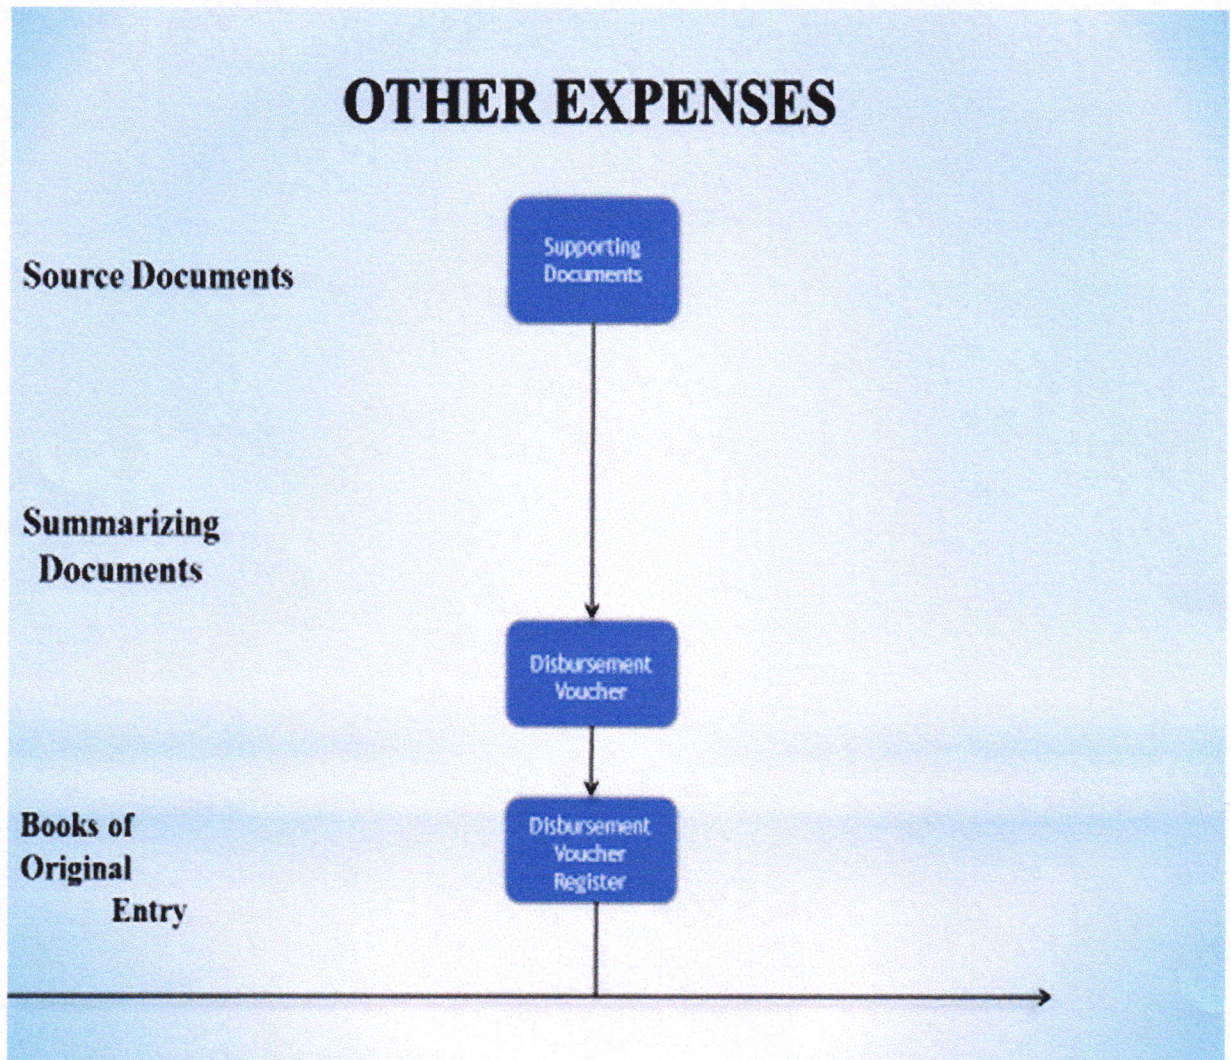 OTHER EXPENSES
Supporting
Documents
Source Documents
Summarizing
Documents
Disbursement
Voucher
Books of
Original
Entry
Disbursement
Voucher
Register